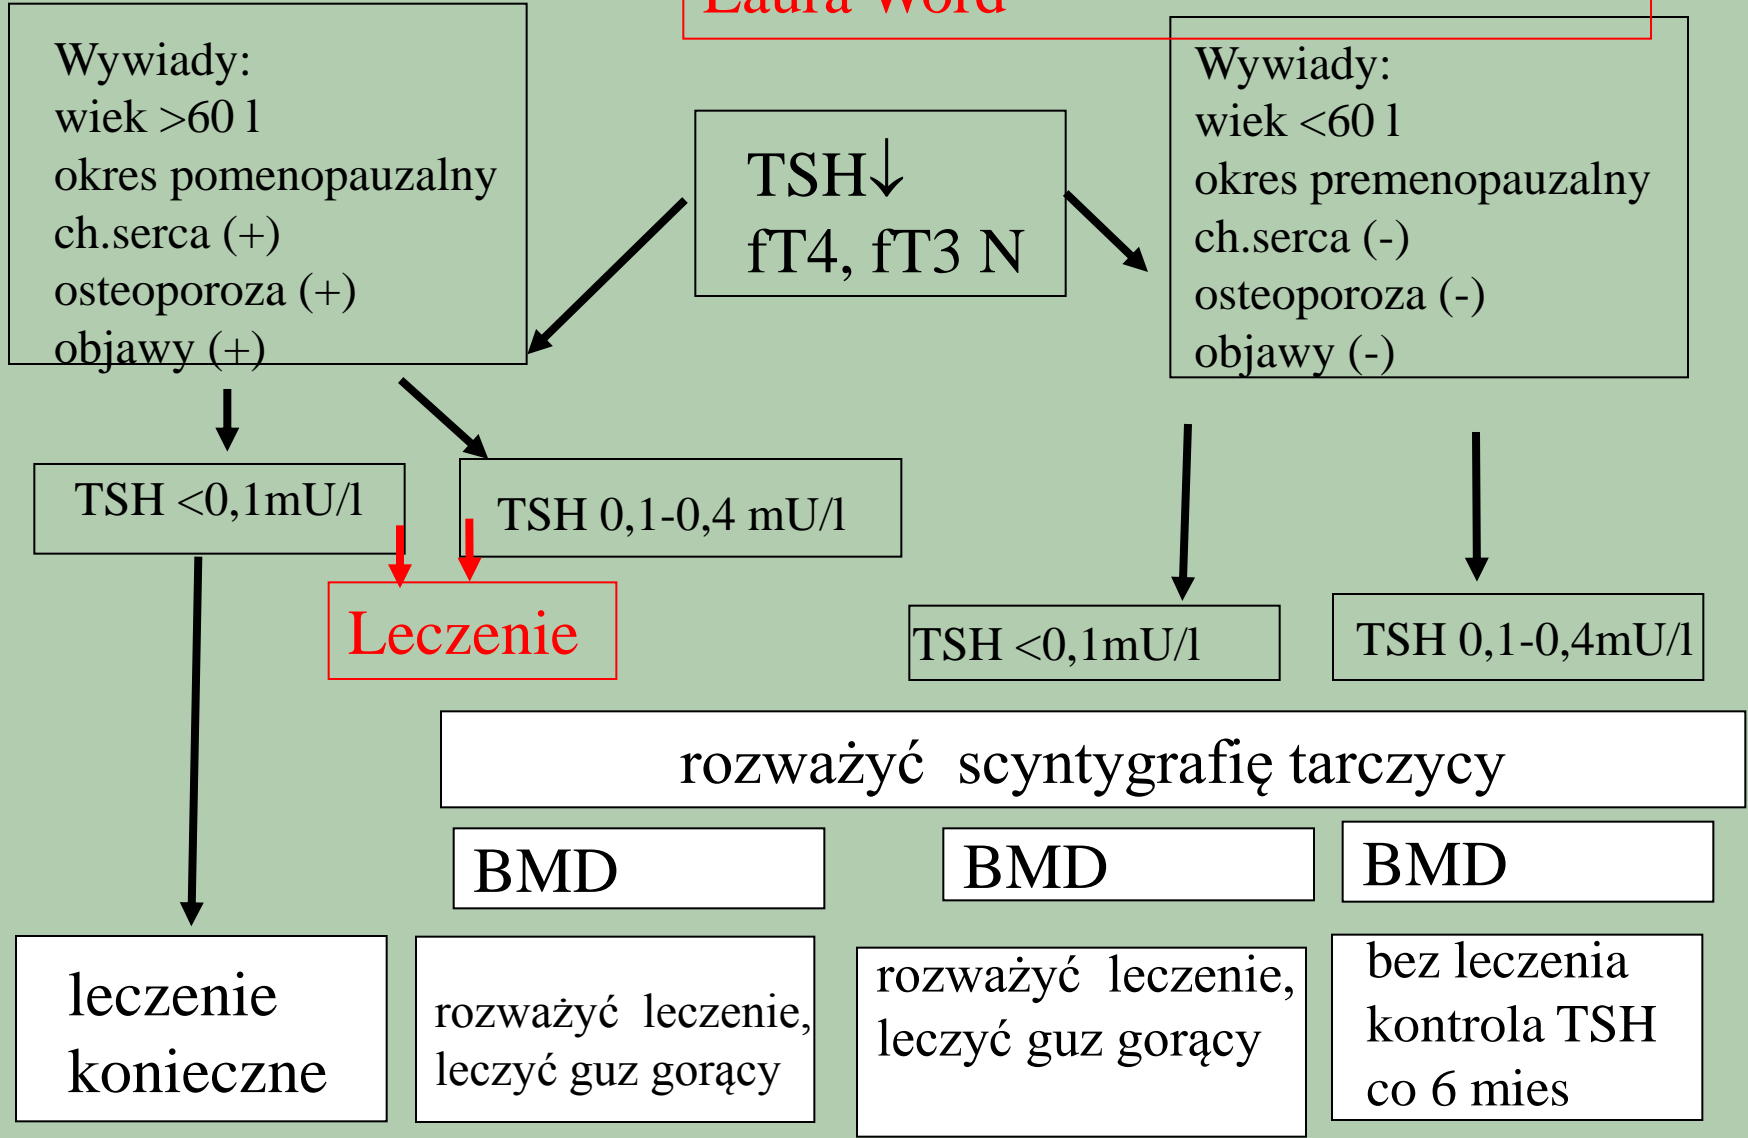 Laura Word
Wywiady:
wiek >60 l
okres pomenopauzalny
ch.serca (+)
osteoporoza (+)
objawy (+)
TSH↓
fT4, fT3 N
Wywiady:
wiek <60 l
okres premenopauzalny
ch.serca (-)
osteoporoza (-)
objawy (-)
TSH <0,1mU/l
TSH 0,1-0,4 mU/l
Leczenie
TSH <0,1mU/l
TSH 0,1-0,4mU/l
rozważyć scyntygrafię tarczycy
BMD
BMD
BMD
leczenie
konieczne
rozważyć leczenie,
leczyć guz gorący
rozważyć leczenie,
leczyć guz gorący
bez leczenia
kontrola TSH
co 6 mies